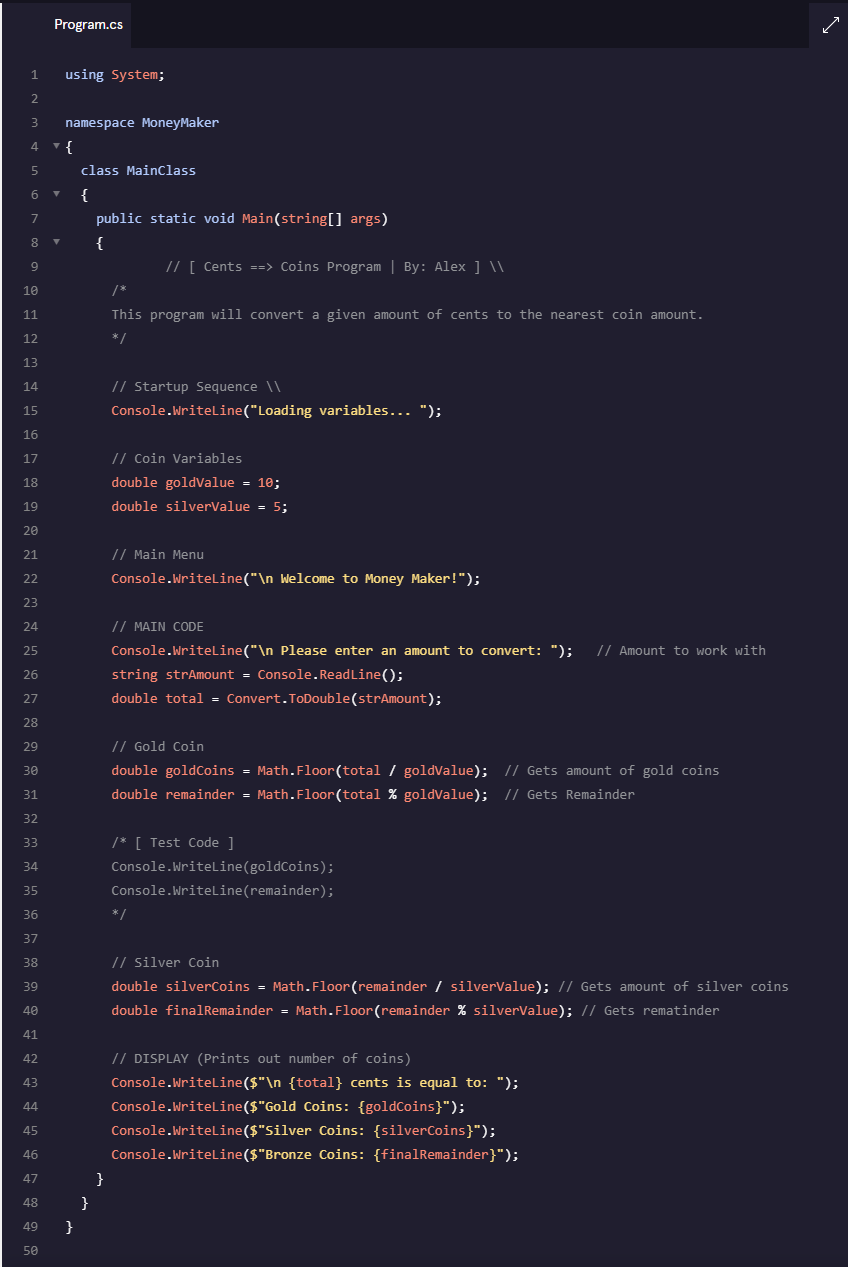 Program.cs
1 using System;
2
3 namespace MoneyMaker
4 {
5 class MainClass
6 {
7 public static void Main(string[] args)
8 {
9 // [ Cents ==> Coins Program | By: Alex ] \\
10 /*
11 This program will convert a given amount of cents to the nearest coin amount.
12 */
13
14 // Startup Sequence \\
15 Console.WriteLine("Loading variables... ");
16
17 // Coin Variables
18 double goldValue = 10;
19 double silverValue = 5;
20
21 // Main Menu
22 Console.WriteLine("\n Welcome to Money Maker!");
23
24 // MAIN CODE
25 Console.WriteLine("\n Please enter an amount to convert: ");   // Amount to work with
26 string strAmount = Console.ReadLine();
27 double total = Convert.ToDouble(strAmount);
28
29 // Gold Coin
30 double goldCoins = Math.Floor(total / goldValue);  // Gets amount of gold coins
31 double remainder = Math.Floor(total % goldValue);  // Gets Remainder
32
33 /* [ Test Code ]
34 Console.WriteLine(goldCoins);
35 Console.WriteLine(remainder);
36 */
37
38 // Silver Coin
39 double silverCoins = Math.Floor(remainder / silverValue); // Gets amount of silver coins
40 double finalRemainder = Math.Floor(remainder % silverValue); // Gets rematinder
41
42 // DISPLAY (Prints out number of coins)
43 Console.WriteLine($"\n {total} cents is equal to: ");
44 Console.WriteLine($"Gold Coins: {goldCoins}");
45 Console.WriteLine($"Silver Coins: {silverCoins}");
46 Console.WriteLine($"Bronze Coins: {finalRemainder}");
47 }
48 }
49 }
50